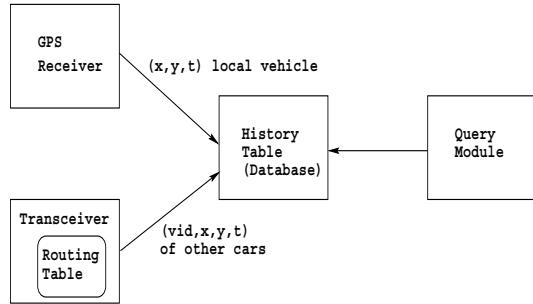 GPS
Receiver
(x,y,t) local vehicle
History
Table
(Database)
Query
Module
Transceiver
Routing
Table
(vid,x,y,t)
of other cars